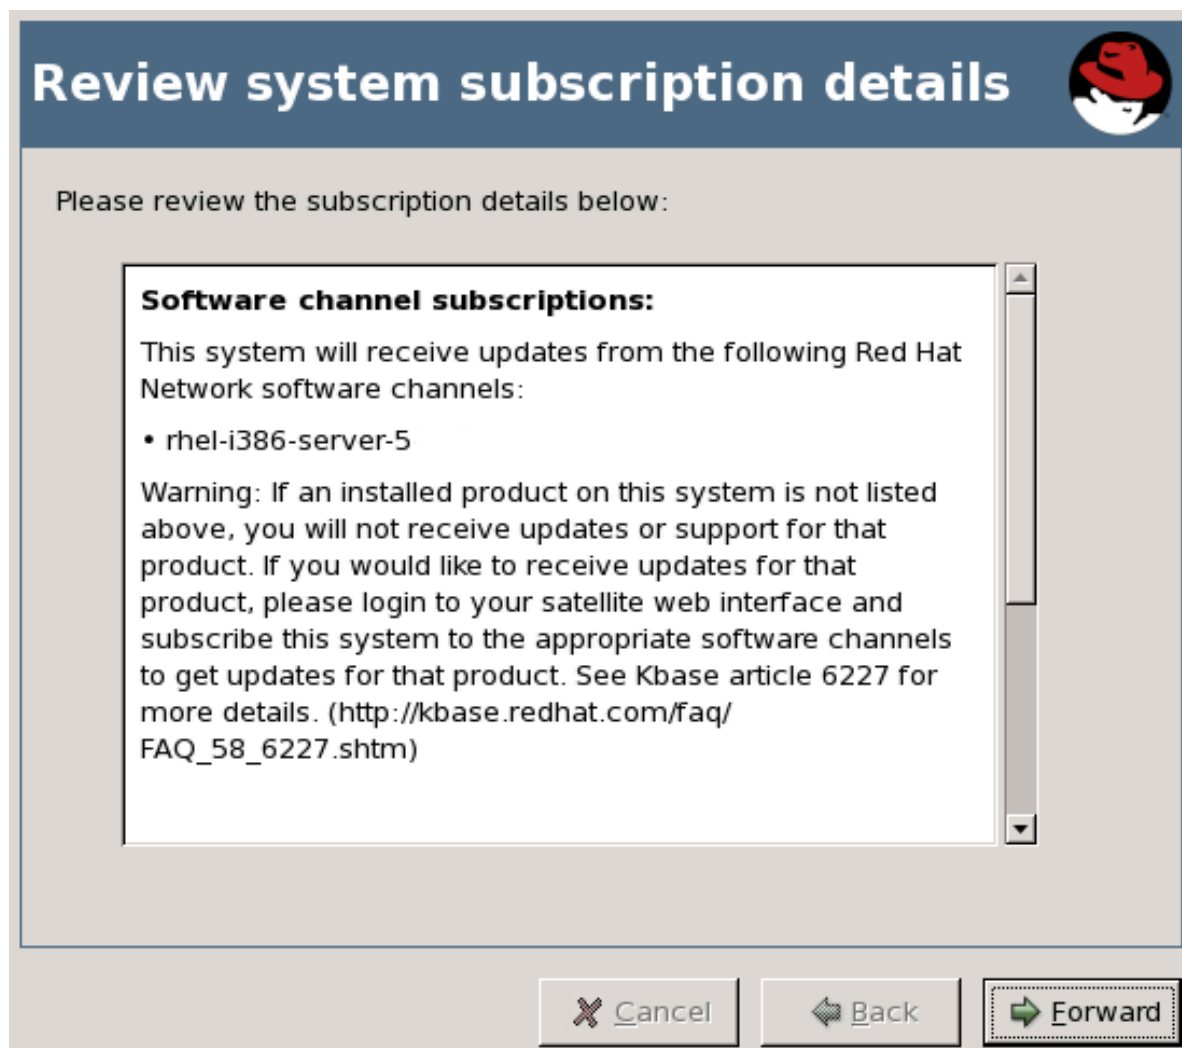 Review system subscription details
Please review the subscription details below:
Software channel subscriptions:
This system will receive updates from the following Red Hat
Network software channels:
• rhel-i386-server-5
Warning: If an installed product on this system is not listed
above, you will not receive updates or support for that
product. If you would like to receive updates for that
product, please login to your satellite web interface and
subscribe this system to the appropriate software channels
to get updates for that product. See Kbase article 6227 for
more details. (http://kbase.redhat.com/faq/
FAQ_58_6227.shtm)
Cancel
Back
Forward